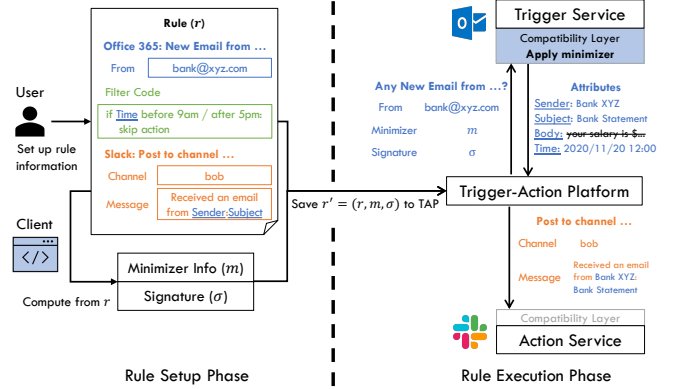 Rule (r)
Office 365: New Email from ...
From bank@xyz.com
Filter Code
if Time before 9am / after 5pm:
skip action
Slack: Post to channel ...
Channel bob
Message Received an email
from Sender:Subject
User
Set up rule
information
Client
</>
Compute from r
Minimizer Info (m)
Signature (σ)
Save r′ = (r, m, σ) to TAP
Rule Setup Phase
Trigger Service
Compatibility Layer
Apply minimizer
Any New Email from ...?
From bank@xyz.com
Minimizer m
Signature σ
Attributes
Sender: Bank XYZ
Subject: Bank Statement
Body: your salary is $...
Time: 2020/11/20 12:00
Trigger-Action Platform
Post to channel ...
Channel bob
Message Received an email
from Bank XYZ:
Bank Statement
Compatibility Layer
Action Service
Rule Execution Phase